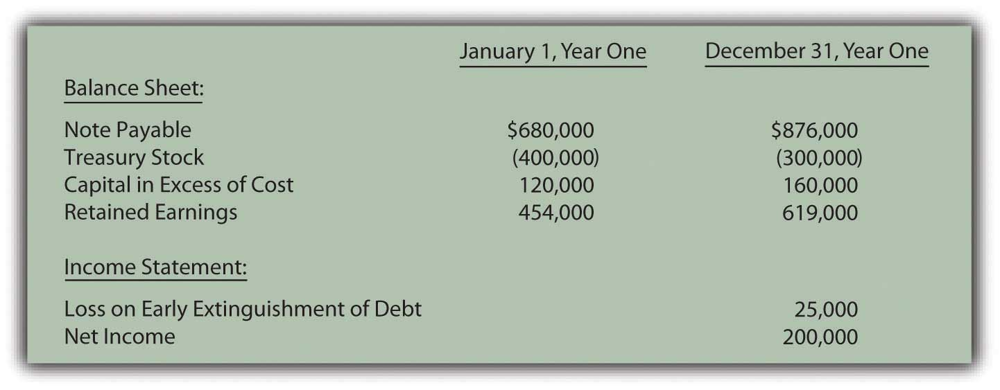 January 1, Year One December 31, Year One
Balance Sheet:
Note Payable $680,000 $876,000
Treasury Stock (400,000) (300,000)
Capital in Excess of Cost 120,000 160,000
Retained Earnings 454,000 619,000
Income Statement:
Loss on Early Extinguishment of Debt 25,000
Net Income 200,000